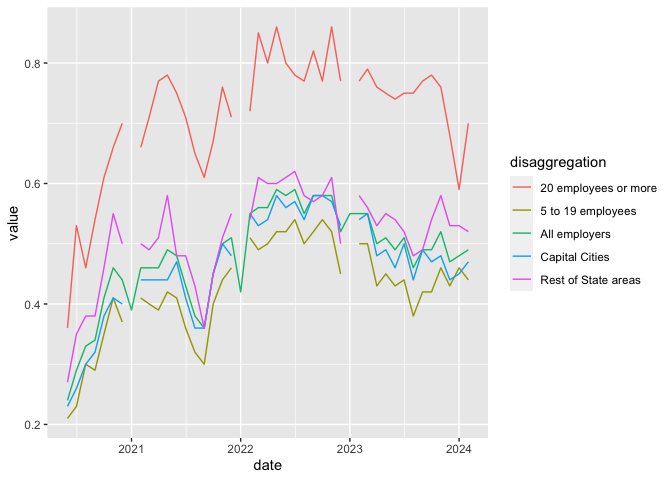 0.8
0.6
0.4
0.2
value
2021 2022 2023 2024
date
disaggregation
20 employees or more
5 to 19 employees
All employers
Capital Cities
Rest of State areas